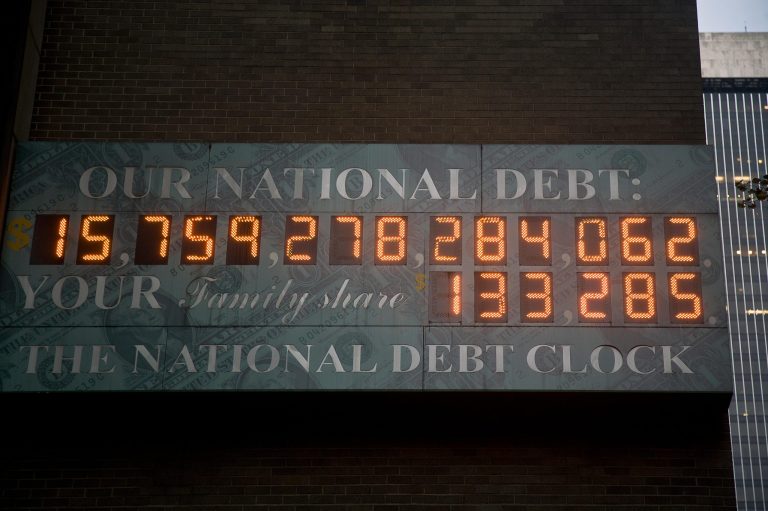 OUR NATIONAL DEBT:
$15,759,278,284,062.
YOUR Family share $133,285
THE NATIONAL DEBT CLOCK